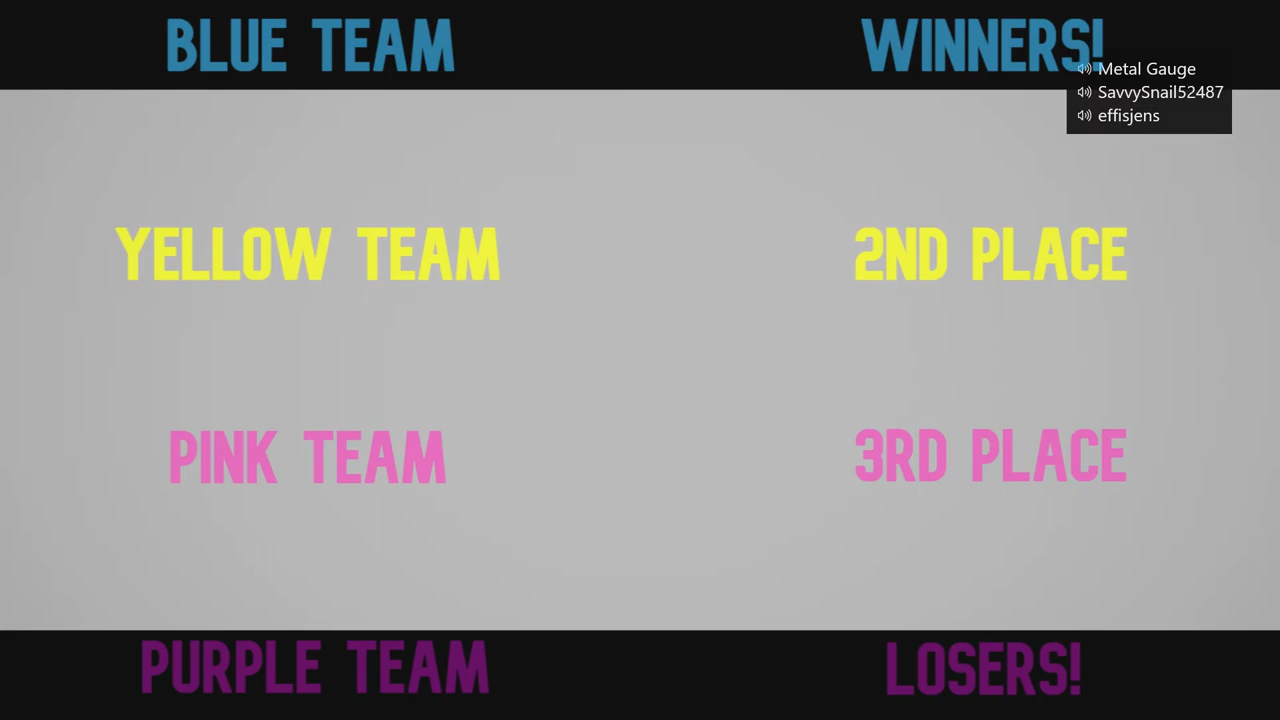 BLUE TEAM WINNERS!
Metal Gauge
SavvySnail52487
effisjens
YELLOW TEAM 2ND PLACE
PINK TEAM 3RD PLACE
PURPLE TEAM LOSERS!